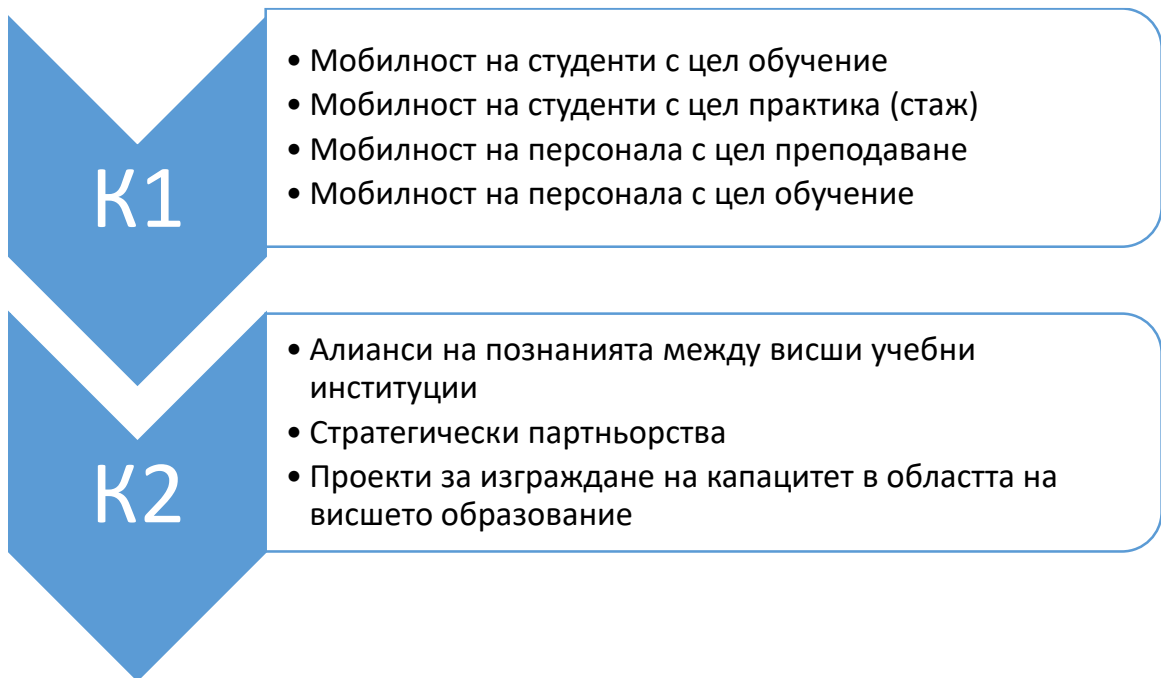 К1
• Мобилност на студенти с цел обучение
• Мобилност на студенти с цел практика (стаж)
• Мобилност на персонала с цел преподаване
• Мобилност на персонала с цел обучение
К2
• Алианси на познанията между висши учебни
институции
• Стратегически партньорства
• Проекти за изграждане на капацитет в областта на
висшето образование